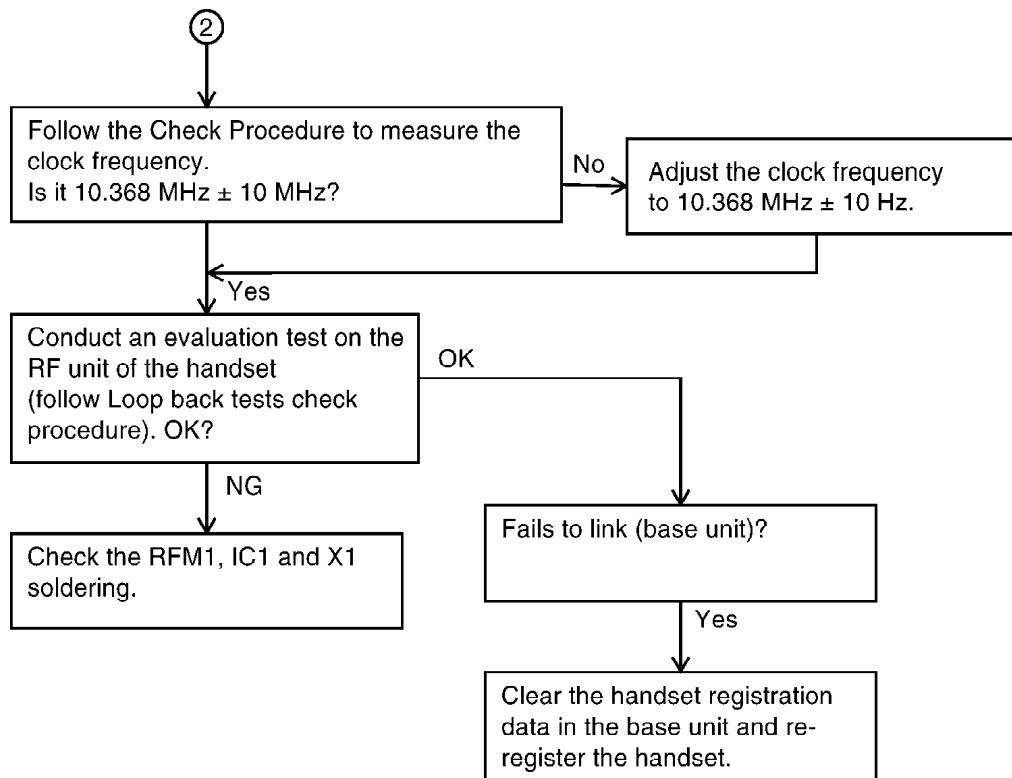 2
Follow the Check Procedure to measure the
clock frequency.
Is it 10.368 MHz ± 10 MHz?
No
Adjust the clock frequency
to 10.368 MHz ± 10 Hz.
Yes
Conduct an evaluation test on the
RF unit of the handset
(follow Loop back tests check
procedure). OK?
OK
NG
Check the RFM1, IC1 and X1
soldering.
Fails to link (base unit)?
Yes
Clear the handset registration
data in the base unit and re-
register the handset.